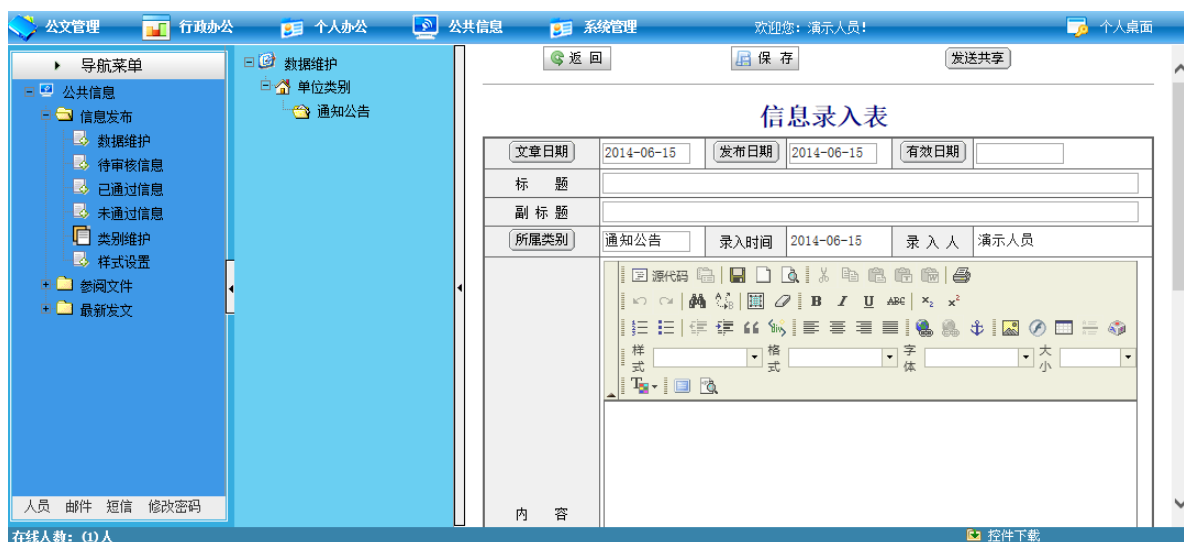 公文管理 行政办公 个人办公 公共信息 系统管理 欢迎您：演示人员！ 个人桌面
导航菜单
公共信息
信息发布
数据维护
待审核信息
已通过信息
未通过信息
类别维护
样式设置
参阅文件
最新发文
人员 邮件 短信 修改密码
数据维护
单位类别
通知公告
返 回 保 存 发送共享
信息录入表
文章日期 2014-06-15 发布日期 2014-06-15 有效日期
标 题
副 标 题
所属类别 通知公告 录入时间 2014-06-15 录 入 人 演示人员
源代码
B I U ABC x₂ x²
样式 格式 字体 大小
内 容
在线人数：(1)人 控件下载